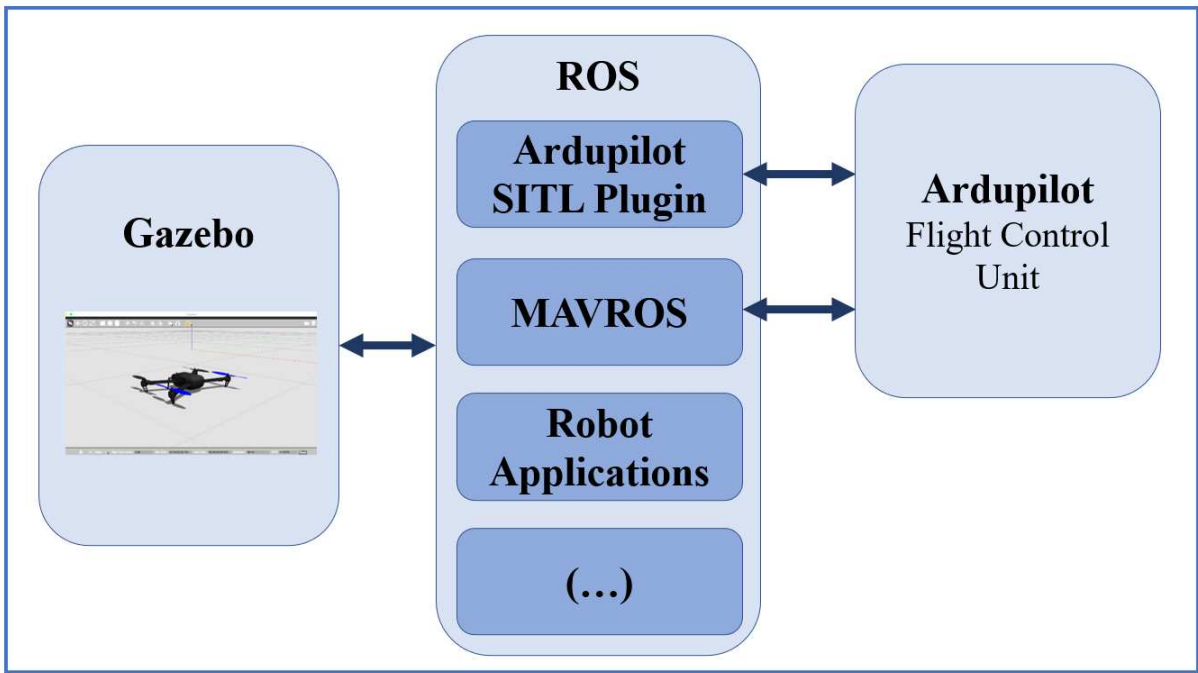 Gazebo
ROS
Ardupilot
SITL Plugin
MAVROS
Robot
Applications
(…)
Ardupilot
Flight Control
Unit